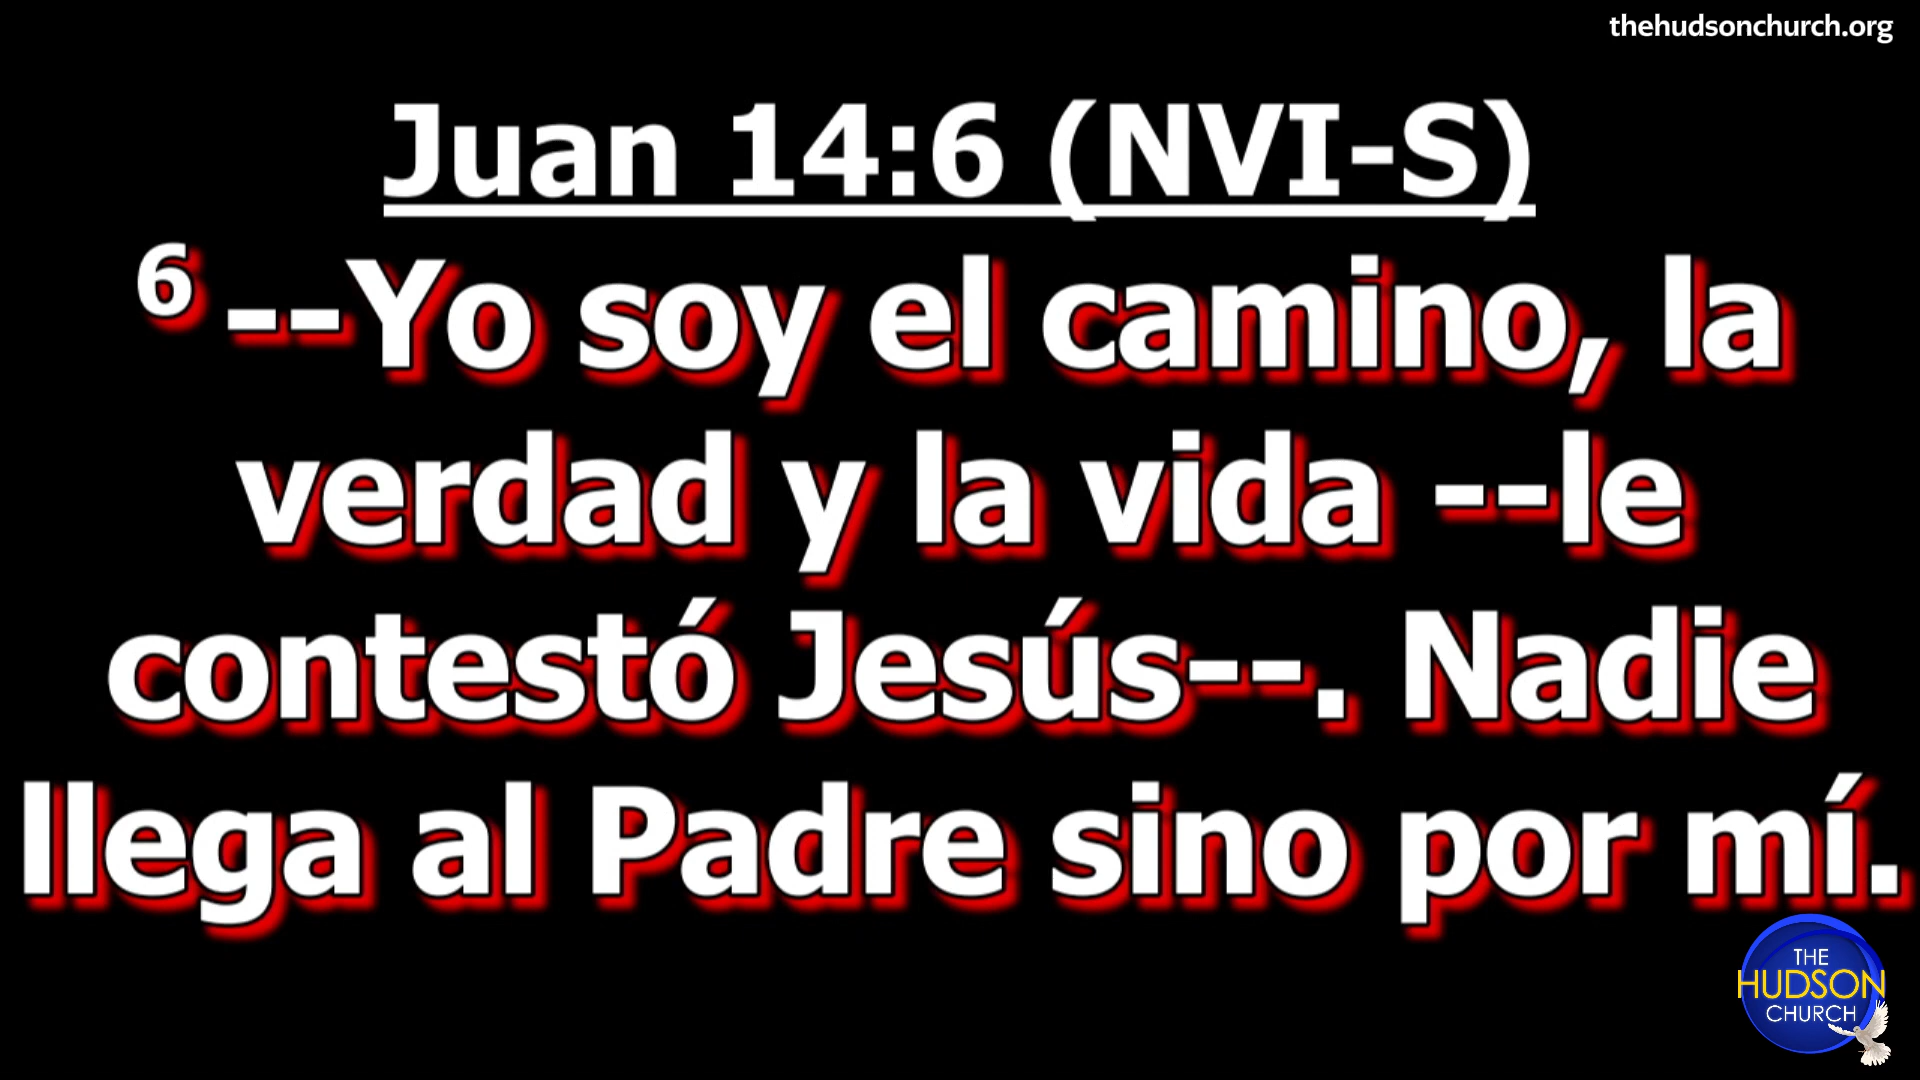 thehudsonchurch.org
Juan 14:6 (NVI-S)
6 --Yo soy el camino, la
verdad y la vida --le
contestó Jesús--. Nadie
llega al Padre sino por mí.
THE
HUDSON
CHURCH